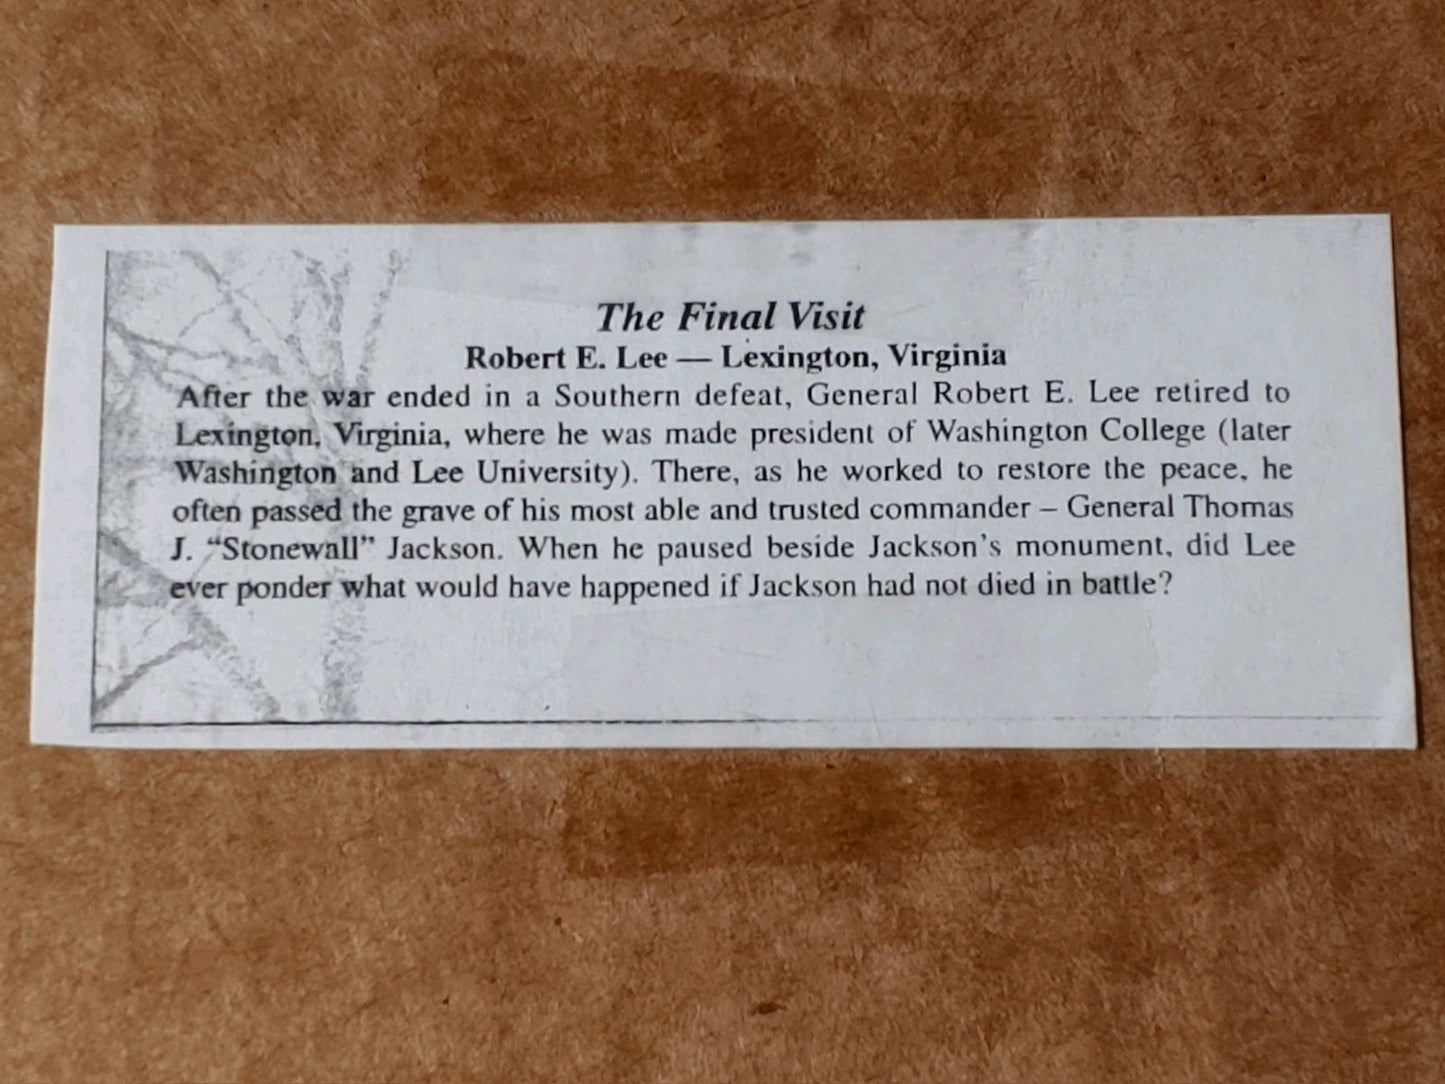 The Final Visit
Robert E. Lee — Lexington, Virginia
After the war ended in a Southern defeat, General Robert E. Lee retired to
Lexington, Virginia, where he was made president of Washington College (later
Washington and Lee University). There, as he worked to restore the peace, he
often passed the grave of his most able and trusted commander – General Thomas
J. “Stonewall” Jackson. When he paused beside Jackson’s monument, did Lee
ever ponder what would have happened if Jackson had not died in battle?